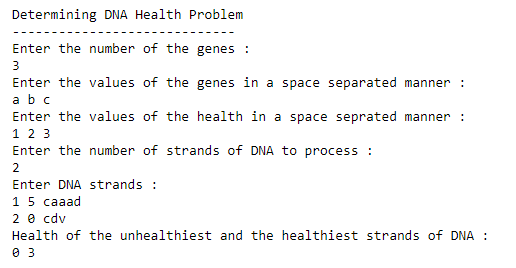 Determining DNA Health Problem
-----------------------------
Enter the number of the genes :
3
Enter the values of the genes in a space separated manner :
a b c
Enter the values of the health in a space seprated manner :
1 2 3
Enter the number of strands of DNA to process :
2
Enter DNA strands :
1 5 caaad
2 0 cdv
Health of the unhealthiest and the healthiest strands of DNA :
0 3